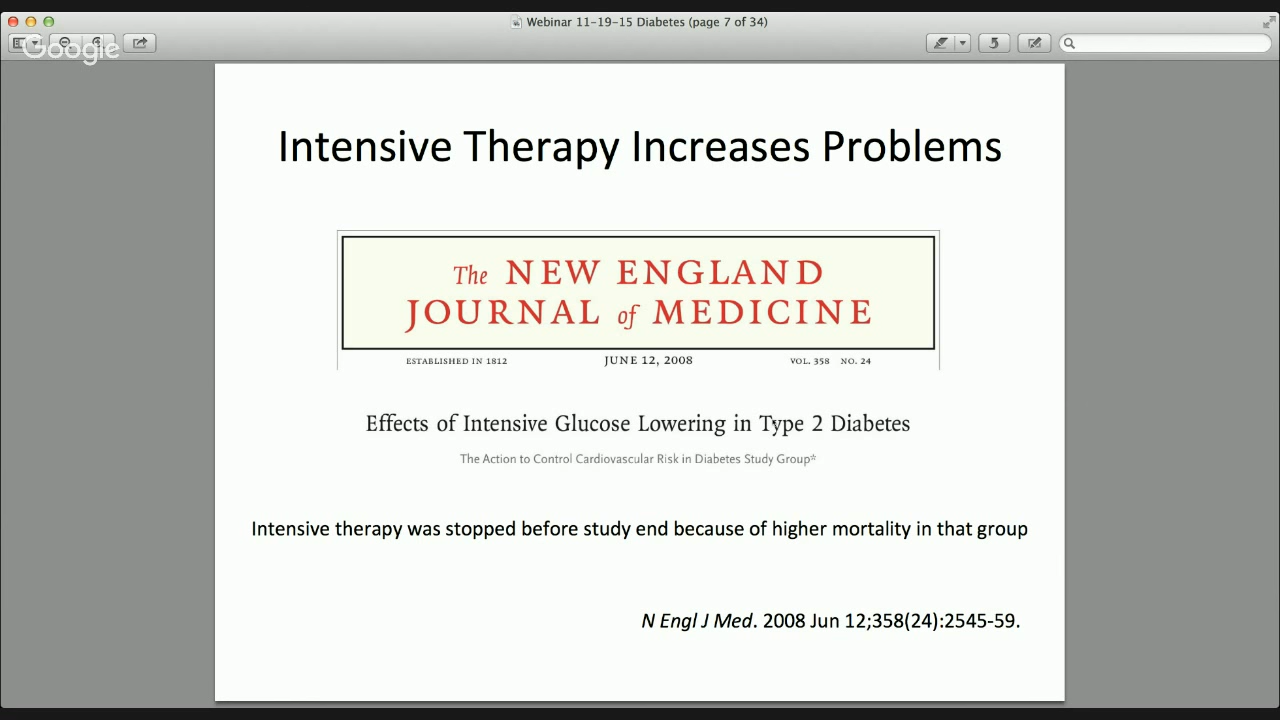 Webinar 11-19-15 Diabetes (page 7 of 34)
Google
Intensive Therapy Increases Problems
The NEW ENGLAND
JOURNAL of MEDICINE
ESTABLISHED IN 1812 JUNE 12, 2008 VOL. 358 NO. 24
Effects of Intensive Glucose Lowering in Type 2 Diabetes
The Action to Control Cardiovascular Risk in Diabetes Study Group*
Intensive therapy was stopped before study end because of higher mortality in that group
N Engl J Med. 2008 Jun 12;358(24):2545-59.